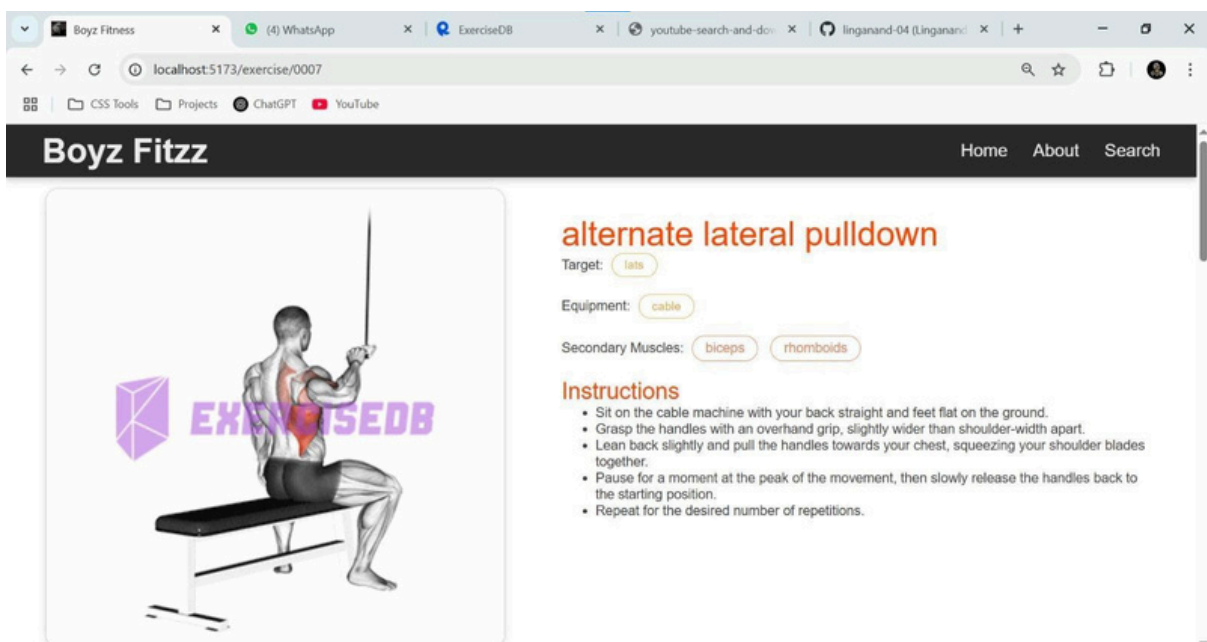 Boyz Fitness
(4) WhatsApp
ExerciseDB
youtube-search-and-dow
linganand-04 (Linganand
localhost:5173/exercise/0007
CSS Tools
Projects
ChatGPT
YouTube
Boyz Fitzz
Home
About
Search
EXERCISEDB
alternate lateral pulldown
Target: lats
Equipment: cable
Secondary Muscles: biceps rhomboids
Instructions
• Sit on the cable machine with your back straight and feet flat on the ground.
• Grasp the handles with an overhand grip, slightly wider than shoulder-width apart.
• Lean back slightly and pull the handles towards your chest, squeezing your shoulder blades
together.
• Pause for a moment at the peak of the movement, then slowly release the handles back to
the starting position.
• Repeat for the desired number of repetitions.